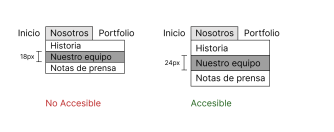 Inicio Nosotros Portfolio
Historia
18px Nuestro equipo
Notas de prensa
No Accesible
Inicio Nosotros Portfolio
Historia
24px Nuestro equipo
Notas de prensa
Accesible